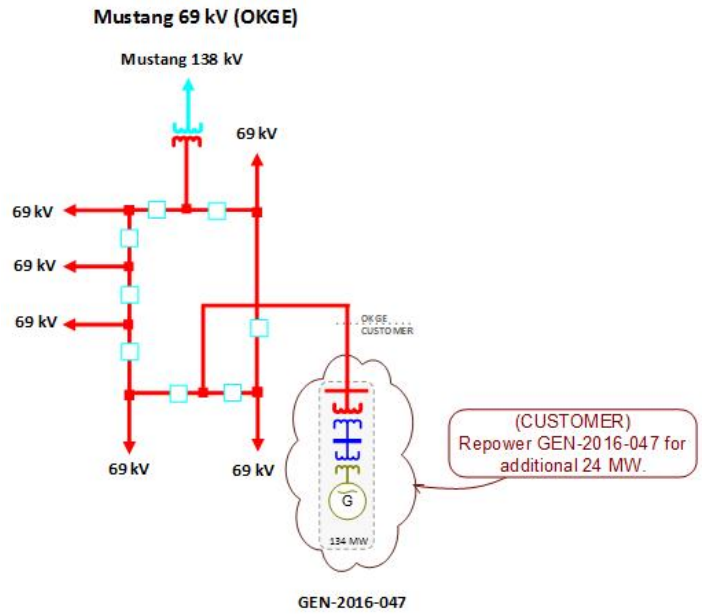 Mustang 69 kV (OKGE)
Mustang 138 kV
69 kV
69 kV
69 kV
69 kV
OKGE
CUSTOMER
(CUSTOMER)
Repower GEN-2016-047 for
additional 24 MW.
69 kV
69 kV
G
134 MW
GEN-2016-047